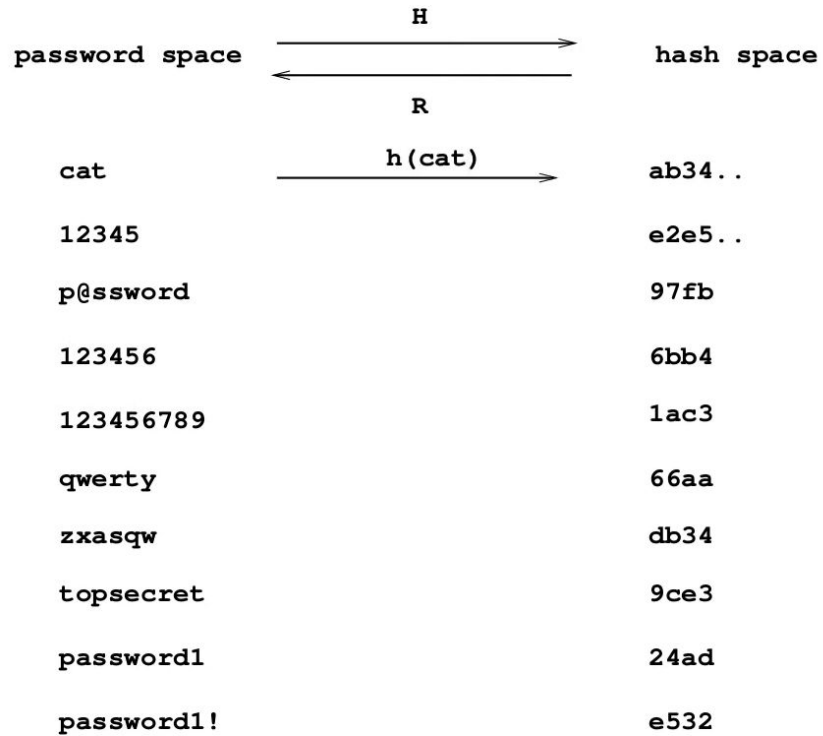 H
password space hash space
R
cat h(cat) ab34..
12345 e2e5..
p@ssword 97fb
123456 6bb4
123456789 1ac3
qwerty 66aa
zxasqw db34
topsecret 9ce3
password1 24ad
password1! e532